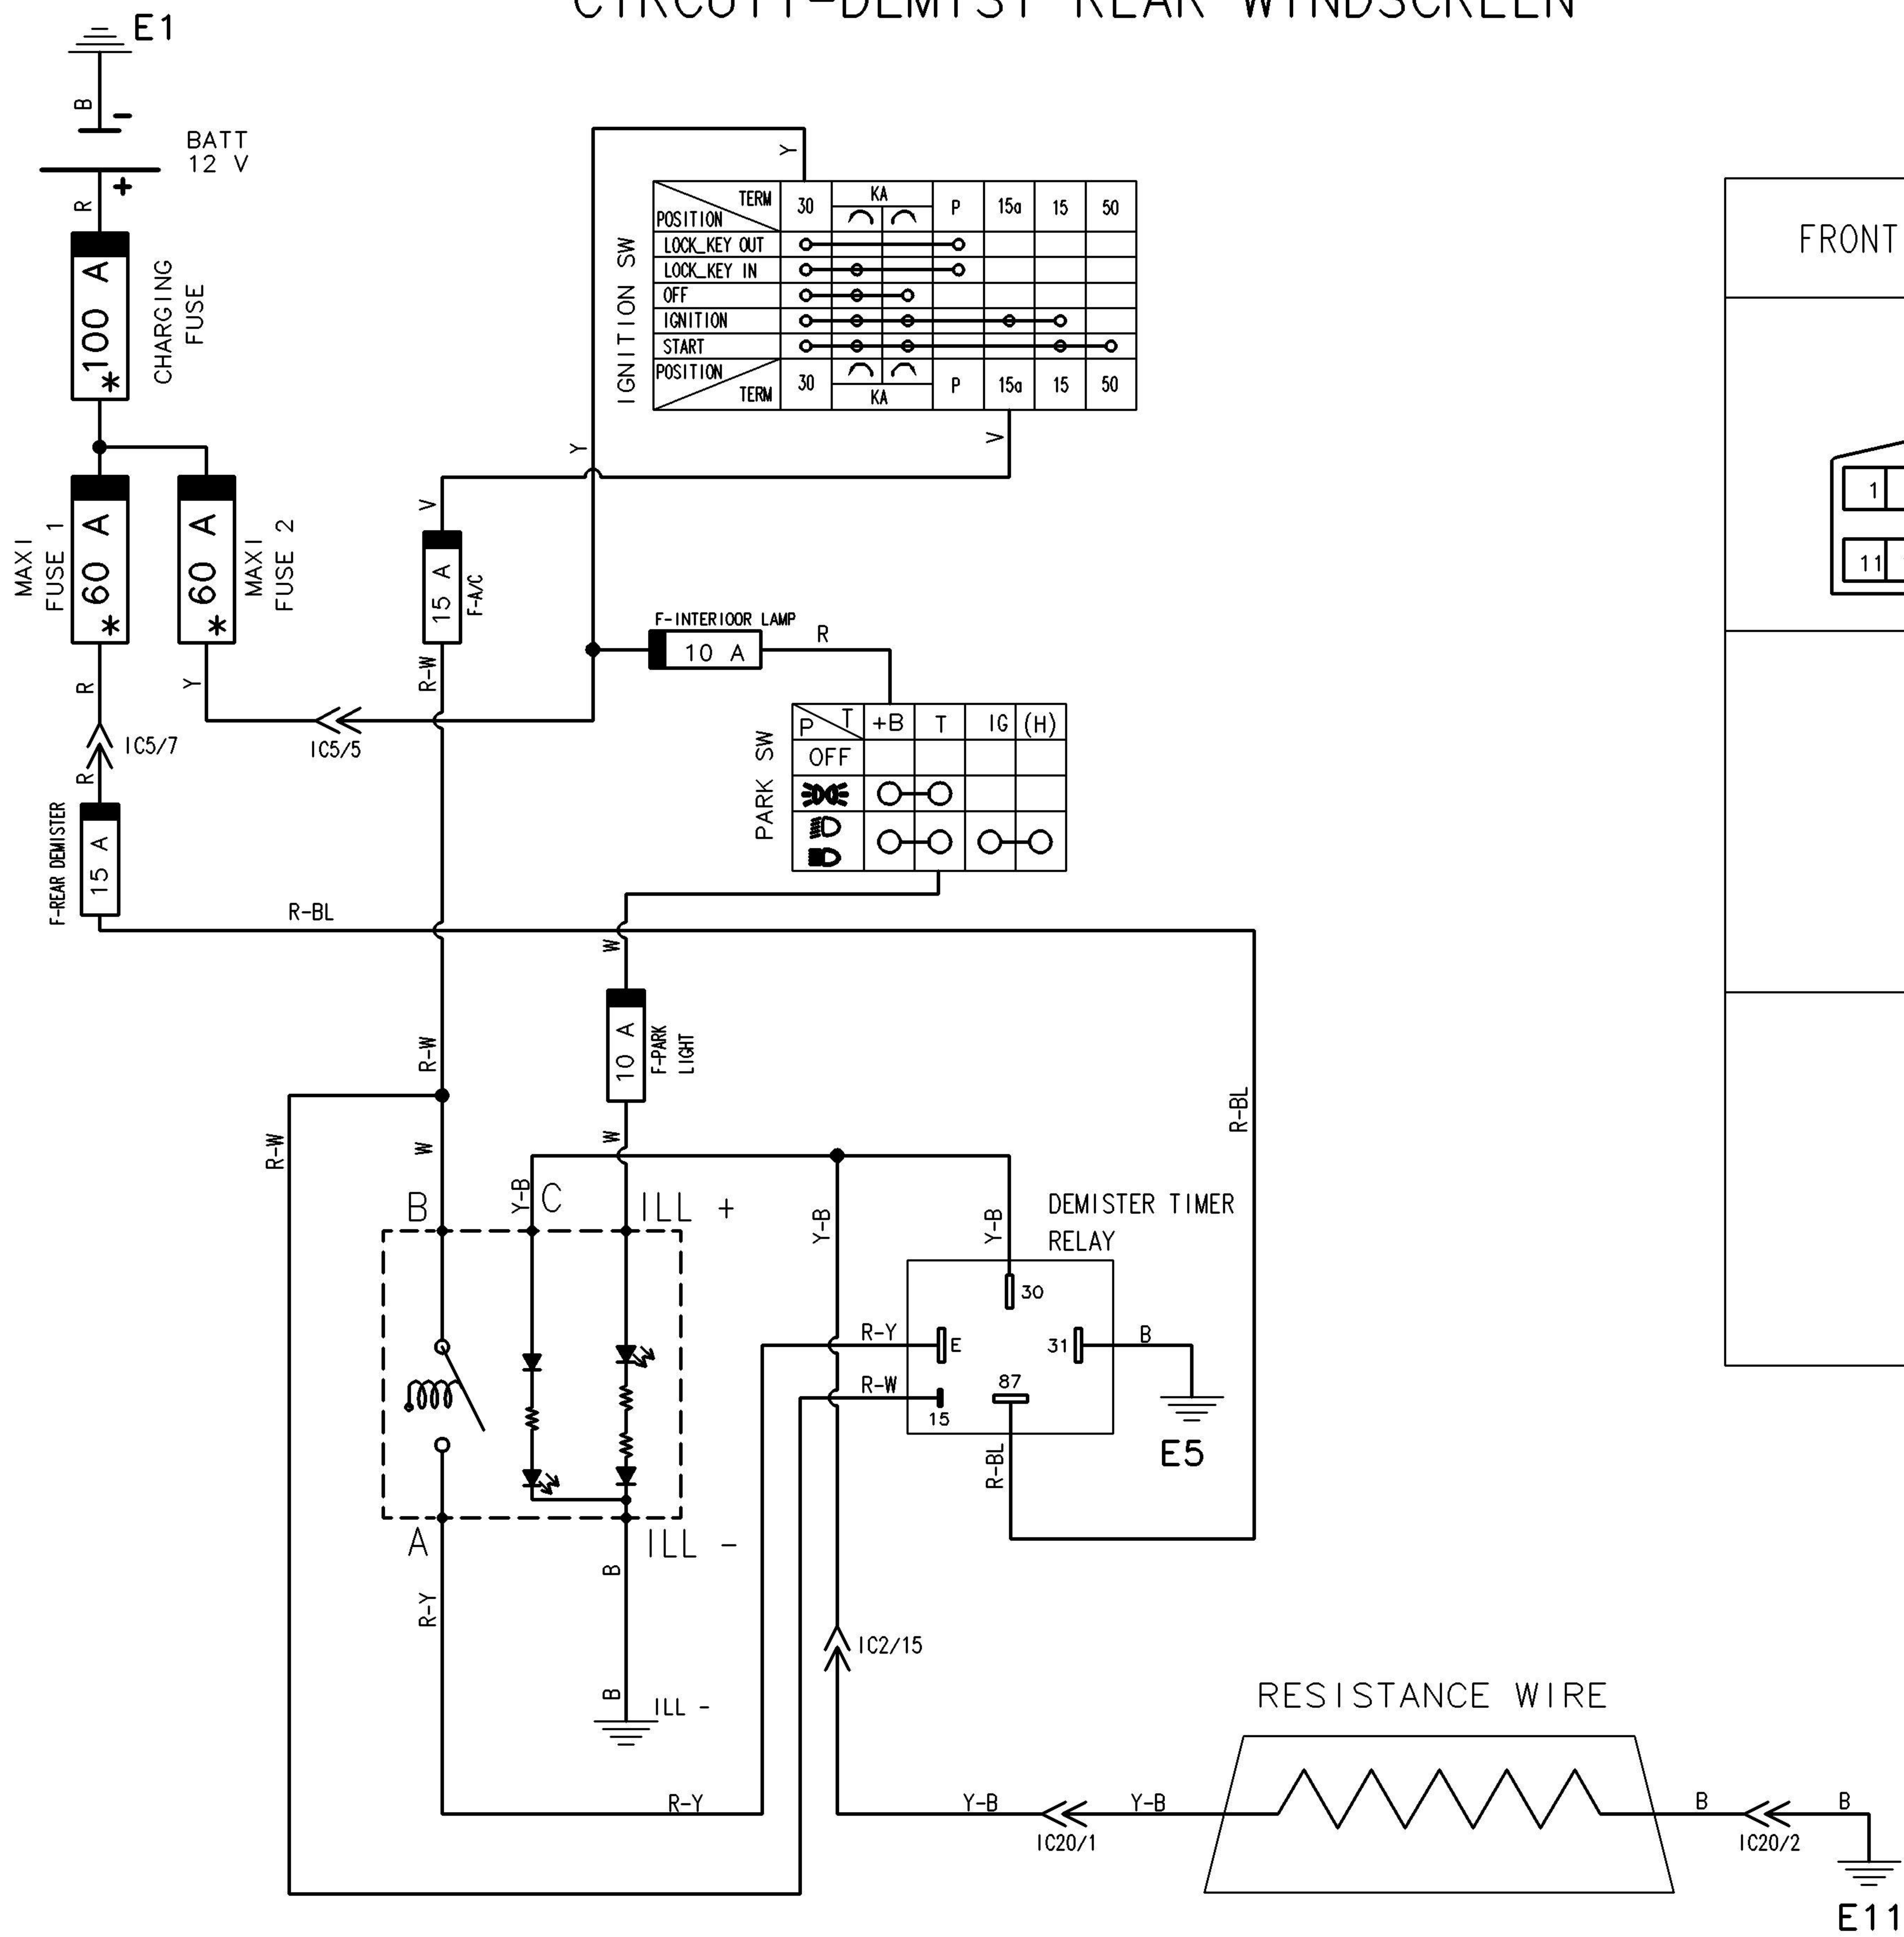 CIRCUIT-DEMIST REAR WINDSCREEN
E1
B
-
BATT
12 V
+
R
*100 A
CHARGING
FUSE
MAXI
FUSE 1
*60 A
*60 A
MAXI
FUSE 2
R
Y
IC5/7
IC5/5
R
F-REAR DEMISTER
15 A
R-BL
Y
Y
IGNITION SW
TERM
POSITION
30
KA
P
15a
15
50
LOCK_KEY OUT
LOCK_KEY IN
OFF
IGNITION
START
POSITION
TERM
30
KA
P
15a
15
50
V
V
15 A
F-A/C
R-W
F-INTERIOOR LAMP
10 A
R
PARK SW
P
T
+B
T
IG
(H)
OFF
W
10 A
F-PARK
LIGHT
W
R-W
R-W
W
R-BL
B
Y-B
C
ILL +
Y-B
Y-B
DEMISTER TIMER
RELAY
30
R-Y
E
31
B
R-W
15
87
E5
R-BL
A
ILL -
B
R-Y
B
ILL -
IC2/15
R-Y
RESISTANCE WIRE
Y-B
IC20/1
Y-B
B
IC20/2
B
E11
FRONT
1
11